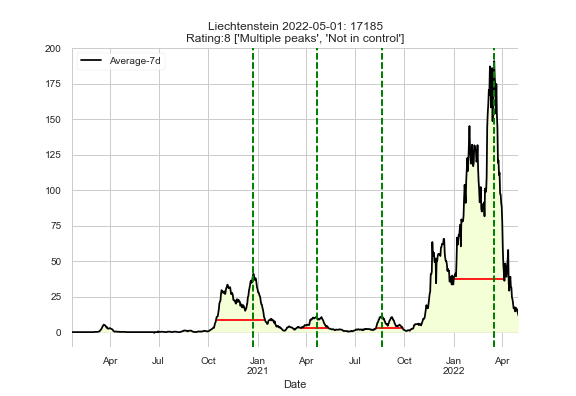 Liechtenstein 2022-05-01: 17185
Rating:8 ['Multiple peaks', 'Not in control']
200
Average-7d
175
150
125
100
75
50
25
0
Apr Jul Oct Jan Apr Jul Oct Jan Apr
2021 2022
Date